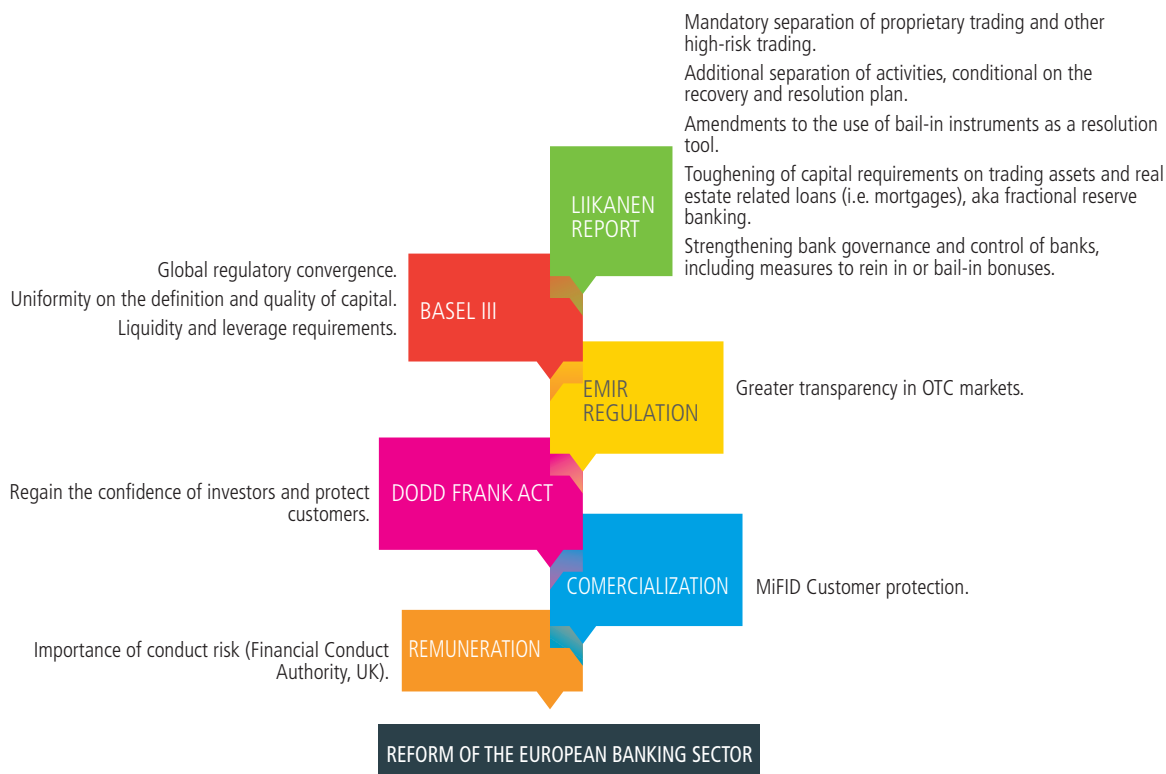 Mandatory separation of proprietary trading and other
high-risk trading.
Additional separation of activities, conditional on the
recovery and resolution plan.
Amendments to the use of bail-in instruments as a resolution
tool.
Toughening of capital requirements on trading assets and real
estate related loans (i.e. mortgages), aka fractional reserve
banking.
Strengthening bank governance and control of banks,
including measures to rein in or bail-in bonuses.
LIIKANEN
REPORT
Global regulatory convergence.
Uniformity on the definition and quality of capital.
Liquidity and leverage requirements.
BASEL III
EMIR
REGULATION
Greater transparency in OTC markets.
Regain the confidence of investors and protect
customers.
DODD FRANK ACT
COMERCIALIZATION
MiFID Customer protection.
Importance of conduct risk (Financial Conduct
Authority, UK).
REMUNERATION
REFORM OF THE EUROPEAN BANKING SECTOR